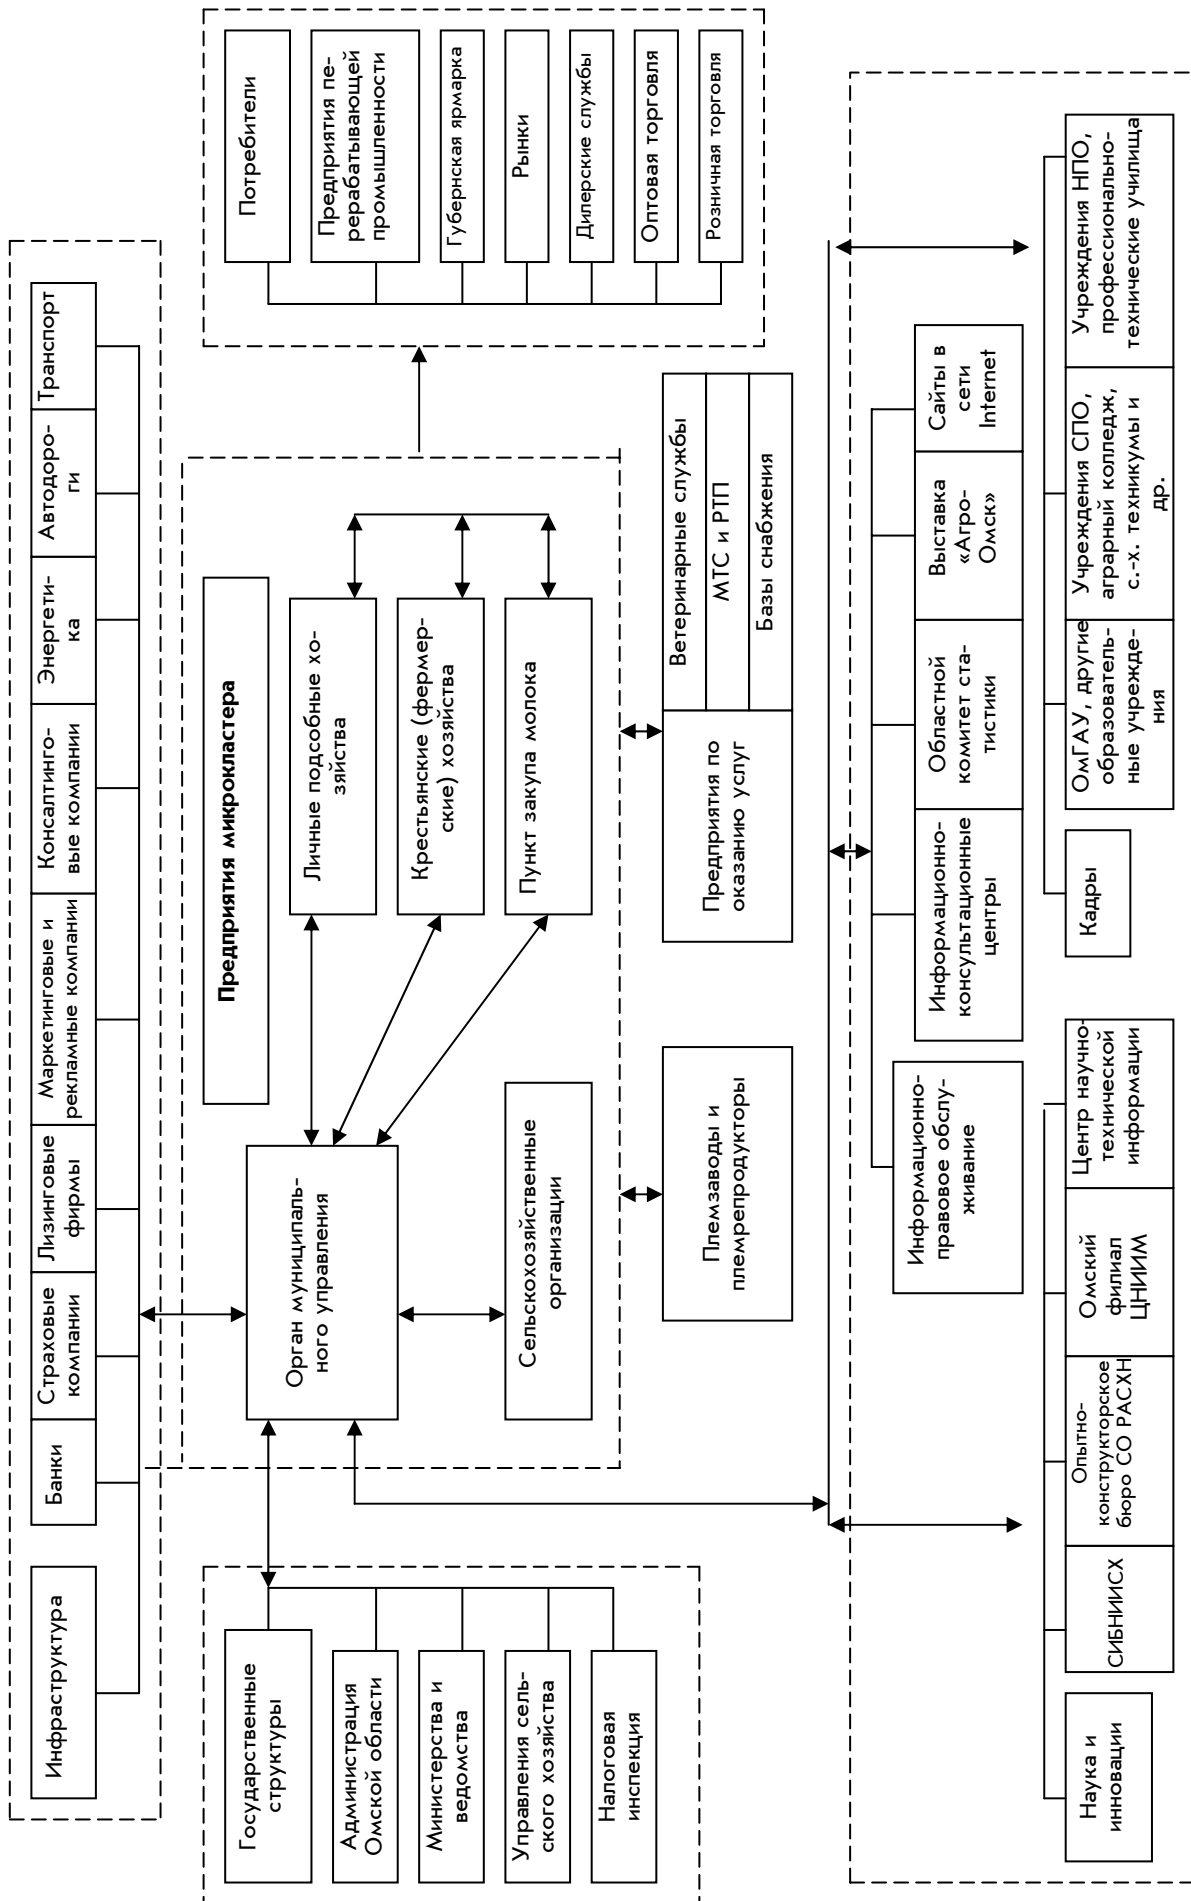 Инфраструктура
Банки
Страховые
компании
Лизинговые
фирмы
Маркетинговые и
рекламные компании
Консалтинго-
вые компании
Энергети-
ка
Автодоро-
ги
Транспорт
Государственные
структуры
Администрация
Омской области
Министерства и
ведомства
Управления сель-
ского хозяйства
Налоговая
инспекция
Предприятия микрокластера
Орган муниципаль-
ного управления
Сельскохозяйственные
организации
Личные подсобные хо-
зяйства
Крестьянские (фермер-
ские) хозяйства
Пункт закупа молока
Потребители
Предприятия пе-
рерабатывающей
промышленности
Губернская ярмарка
Рынки
Дилерские службы
Оптовая торговля
Розничная торговля
Племзаводы и
племрепродукторы
Предприятия по
оказанию услуг
Ветеринарные службы
МТС и РТП
Базы снабжения
Информационно-
правовое обслу-
живание
Информационно-
консультационные
центры
Областной
комитет ста-
тистики
Выставка
«Агро-
Омск»
Сайты в
сети
Internet
Наука и
инновации
СИБНИИСХ
Опытно-
конструкторское
бюро СО РАСХН
Омский
филиал
ЦНИИМ
Центр научно-
технической
информации
Кадры
ОмГАУ, другие
образователь-
ные учрежде-
ния
Учреждения СПО,
аграрный колледж,
с.-х. техникумы и
др.
Учреждения НПО,
профессионально-
технические училища